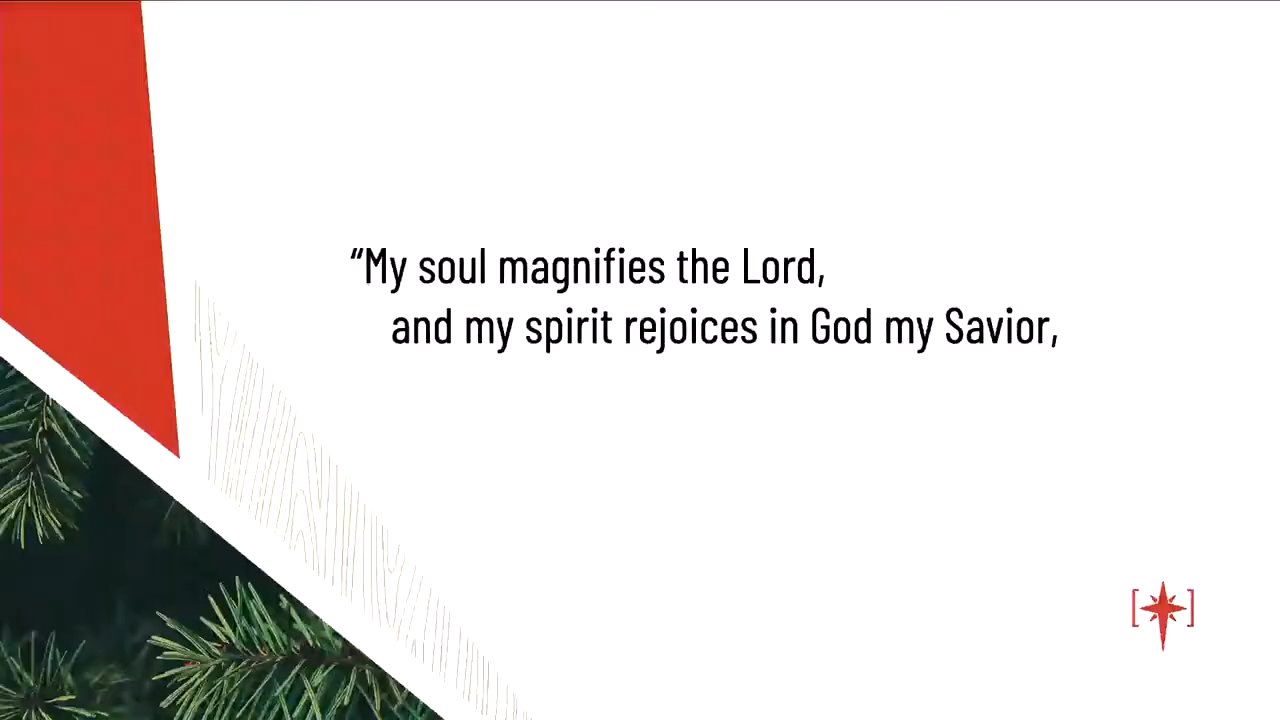 “My soul magnifies the Lord,
and my spirit rejoices in God my Savior,